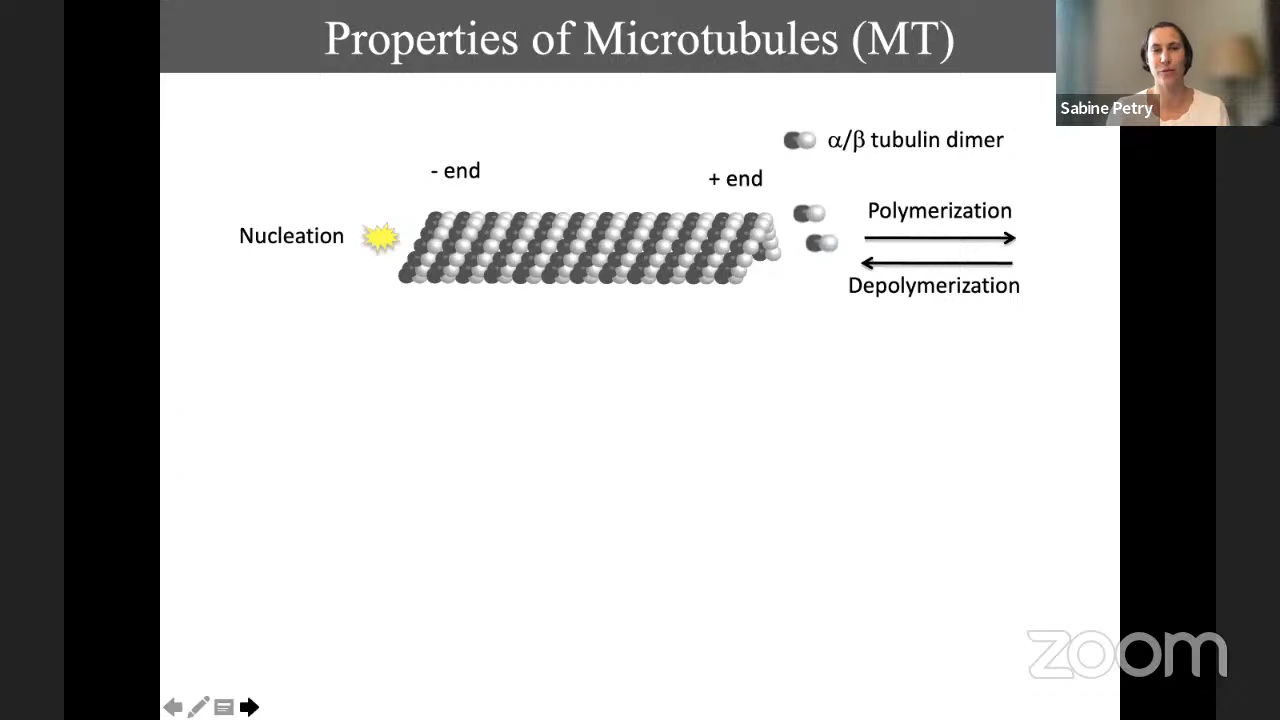 Properties of Microtubules (MT)
Sabine Petry
α/β tubulin dimer
- end
+ end
Nucleation
Polymerization
Depolymerization
zoom